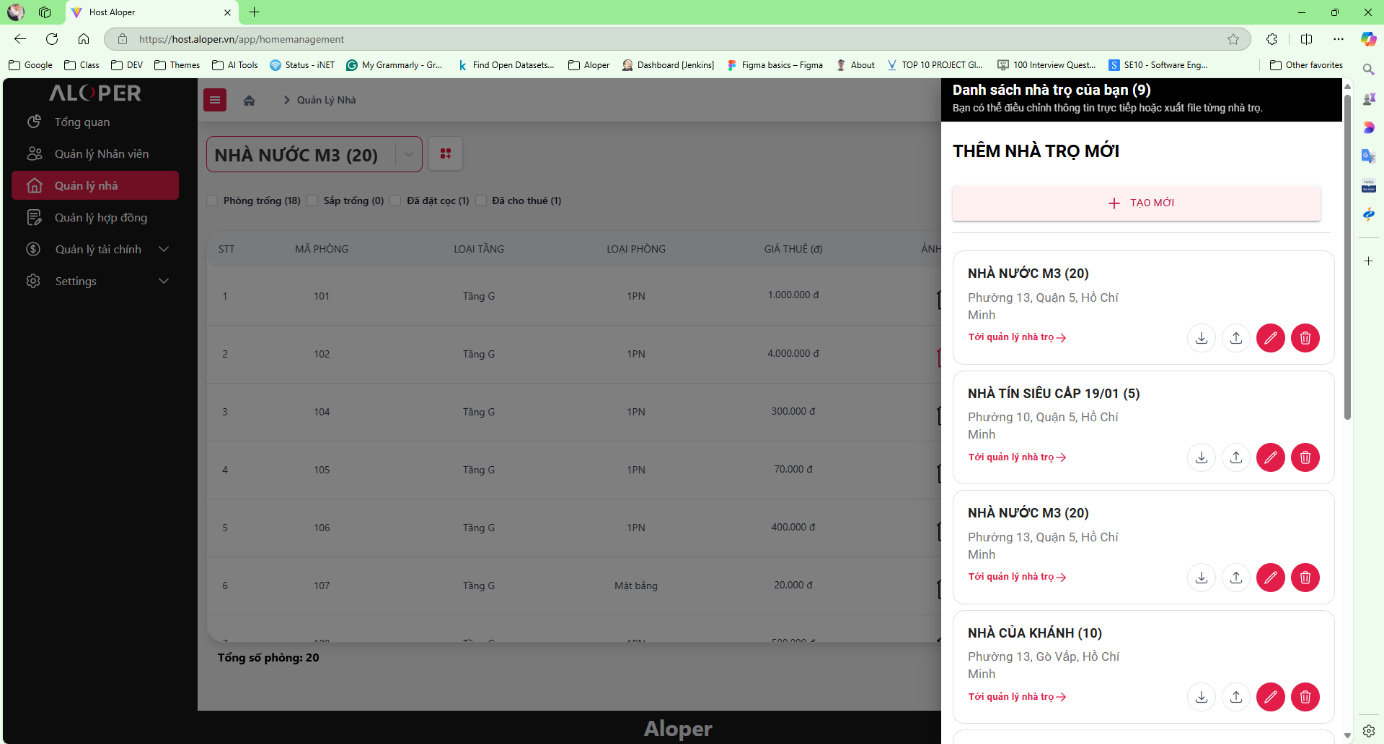 Host Aloper
https://host.aloper.vn/app/homemanagement
Google Class DEV Themes AI Tools Status - iNET My Grammarly - Gr... Find Open Datasets... Aloper Dashboard [Jenkins] Figma basics – Figma About TOP 10 PROJECT GI... 100 Interview Quest... SE10 - Software Eng... Other favorites
ALOPER
Tổng quan
Quản lý Nhân viên
Quản lý nhà
Quản lý hợp đồng
Quản lý tài chính
Settings
Quản Lý Nhà
NHÀ NƯỚC M3 (20)
Phòng trống (18) Sắp trống (0) Đã đặt cọc (1) Đã cho thuê (1)
STT MÃ PHÒNG LOẠI TẦNG LOẠI PHÒNG GIÁ THUÊ (đ)
1 101 Tầng G 1PN 1.000.000 đ
2 102 Tầng G 1PN 4.000.000 đ
3 104 Tầng G 1PN 300.000 đ
4 105 Tầng G 1PN 70.000 đ
5 106 Tầng G 1PN 400.000 đ
6 107 Tầng G Mặt bằng 20.000 đ
Tổng số phòng: 20
Aloper
Danh sách nhà trọ của bạn (9)
Bạn có thể điều chỉnh thông tin trực tiếp hoặc xuất file từng nhà trọ.
THÊM NHÀ TRỌ MỚI
TẠO MỚI
NHÀ NƯỚC M3 (20)
Phường 13, Quận 5, Hồ Chí
Minh
Tới quản lý nhà trọ
NHÀ TÍN SIÊU CẤP 19/01 (5)
Phường 10, Quận 5, Hồ Chí
Minh
Tới quản lý nhà trọ
NHÀ NƯỚC M3 (20)
Phường 13, Quận 5, Hồ Chí
Minh
Tới quản lý nhà trọ
NHÀ CỦA KHÁNH (10)
Phường 13, Gò Vấp, Hồ Chí
Minh
Tới quản lý nhà trọ